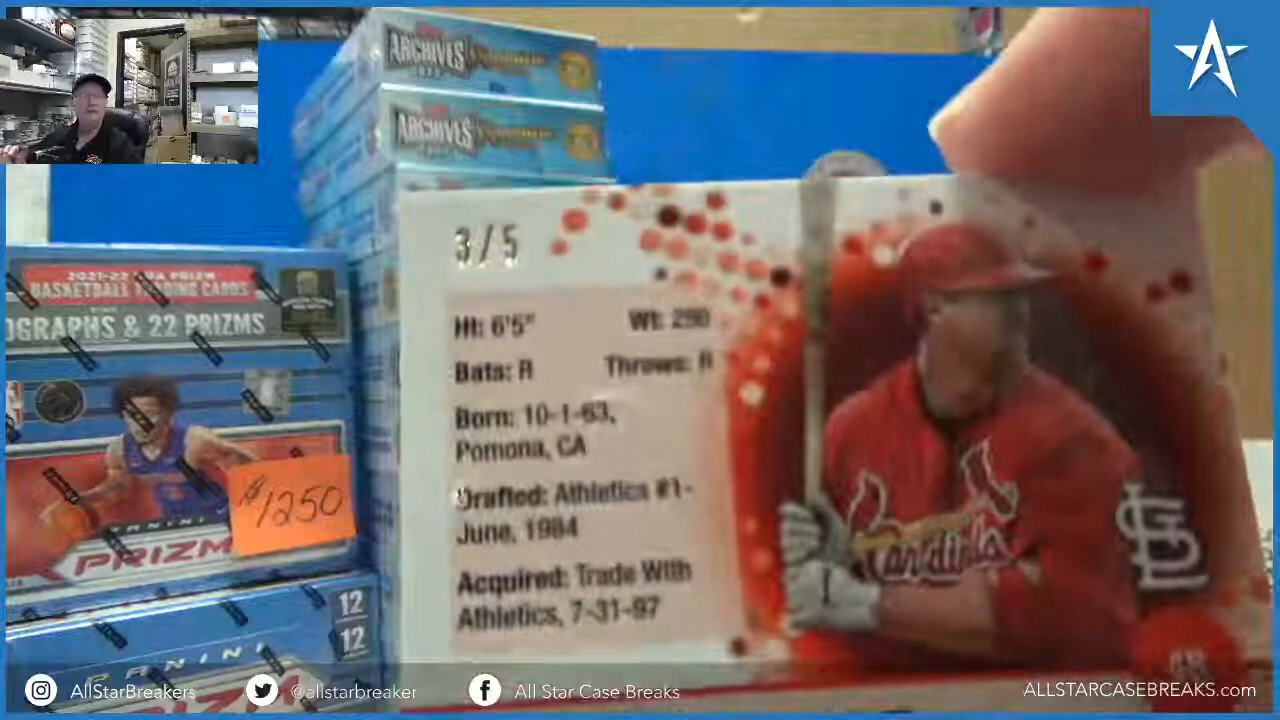 ARCHIVES
ARCHIVES
2021-22 NBA PRIZM
BASKETBALL TRADING CARDS
OGRAPHS & 22 PRIZMS
$1250
PANINI
PRIZM
12
12
PANINI
3/5
Ht: 6'5"
Wt: 250
Bats: R
Throws: R
Born: 10-1-63,
Pomona, CA
Drafted: Athletics #1-
June, 1984
Acquired: Trade With
Athletics, 7-31-97
Cardinals
STL
AllStarBreakers
@allstarbreaker
All Star Case Breaks
ALLSTARCASEBREAKS.com